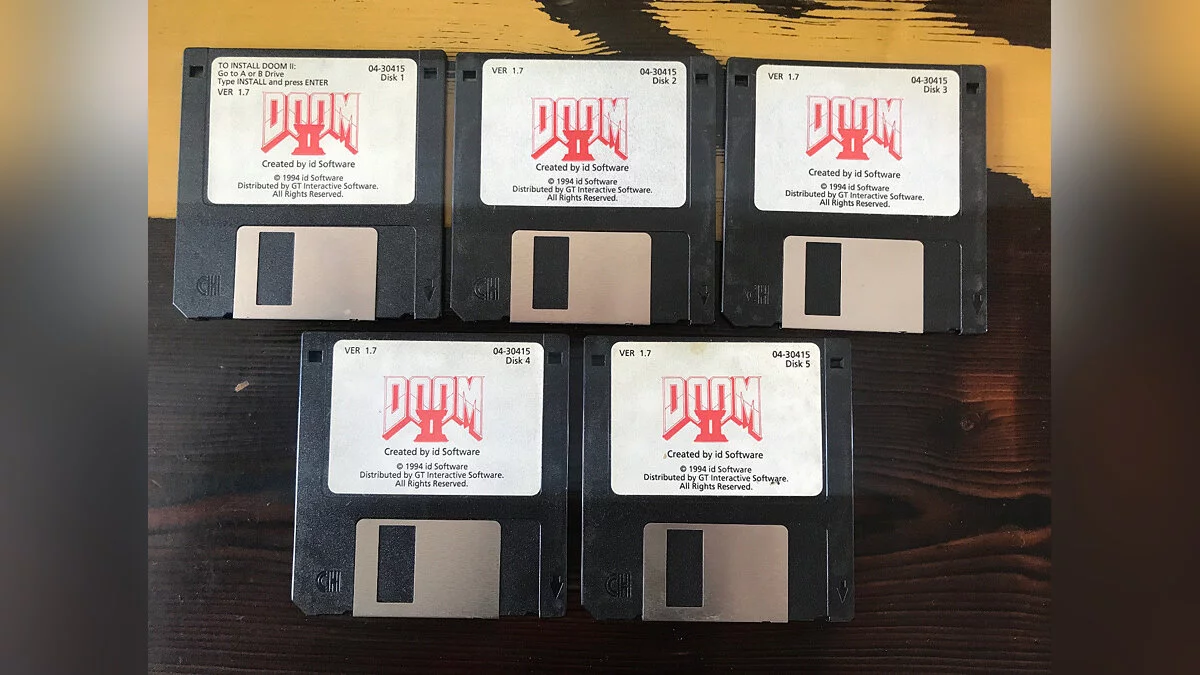 TO INSTALL DOOM II:
Go to A or B Drive
Type INSTALL and press ENTER
VER 1.7
04-30415
Disk 1
DOOM
II
Created by id Software
© 1994 id Software
Distributed by GT Interactive Software.
All Rights Reserved.
CH
VER 1.7
04-30415
Disk 2
DOOM
II
Created by id Software
© 1994 id Software
Distributed by GT Interactive Software.
All Rights Reserved.
CH
VER 1.7
04-30415
Disk 3
DOOM
II
Created by id Software
© 1994 id Software
Distributed by GT Interactive Software.
All Rights Reserved.
CH
VER 1.7
04-30415
Disk 4
DOOM
II
Created by id Software
© 1994 id Software
Distributed by GT Interactive Software.
All Rights Reserved.
CH
VER 1.7
04-30415
Disk 5
DOOM
II
Created by id Software
© 1994 id Software
Distributed by GT Interactive Software.
All Rights Reserved.
CH